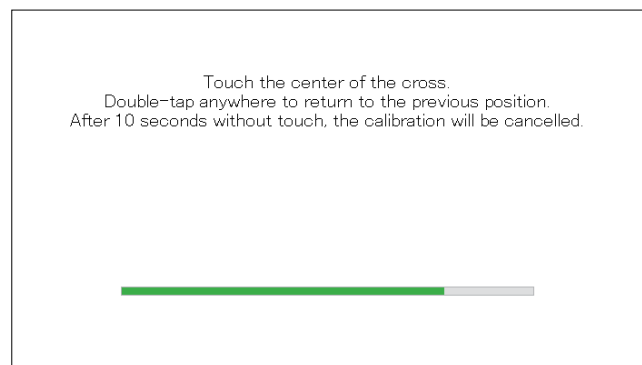 Touch the center of the cross.
Double-tap anywhere to return to the previous position.
After 10 seconds without touch, the calibration will be cancelled.